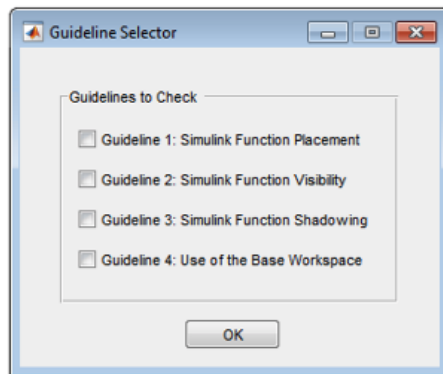 Guideline Selector
Guidelines to Check
Guideline 1: Simulink Function Placement
Guideline 2: Simulink Function Visibility
Guideline 3: Simulink Function Shadowing
Guideline 4: Use of the Base Workspace
OK